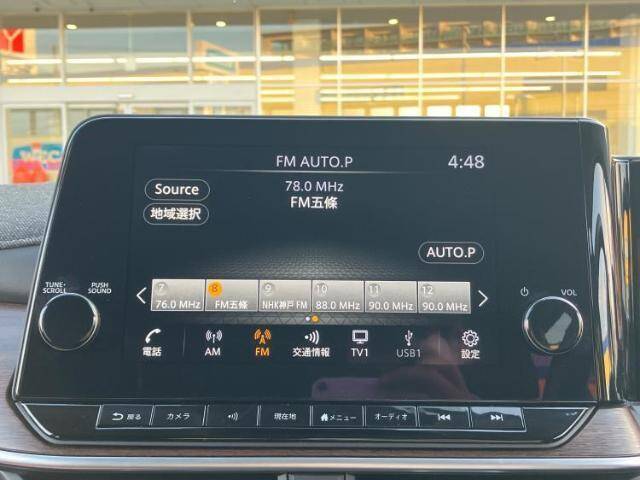 FM AUTO.P 4:48
Source
78.0 MHz
FM五條
地域選択
AUTO.P
7 8 9 10 11 12
76.0 MHz FM五條 NHK神戸FM 88.0 MHz 90.0 MHz 90.0 MHz
電話 AM FM 交通情報 TV1 USB1 設定
TUNE・SCROLL
PUSH SOUND
VOL
戻る カメラ 現在地 メニュー オーディオ